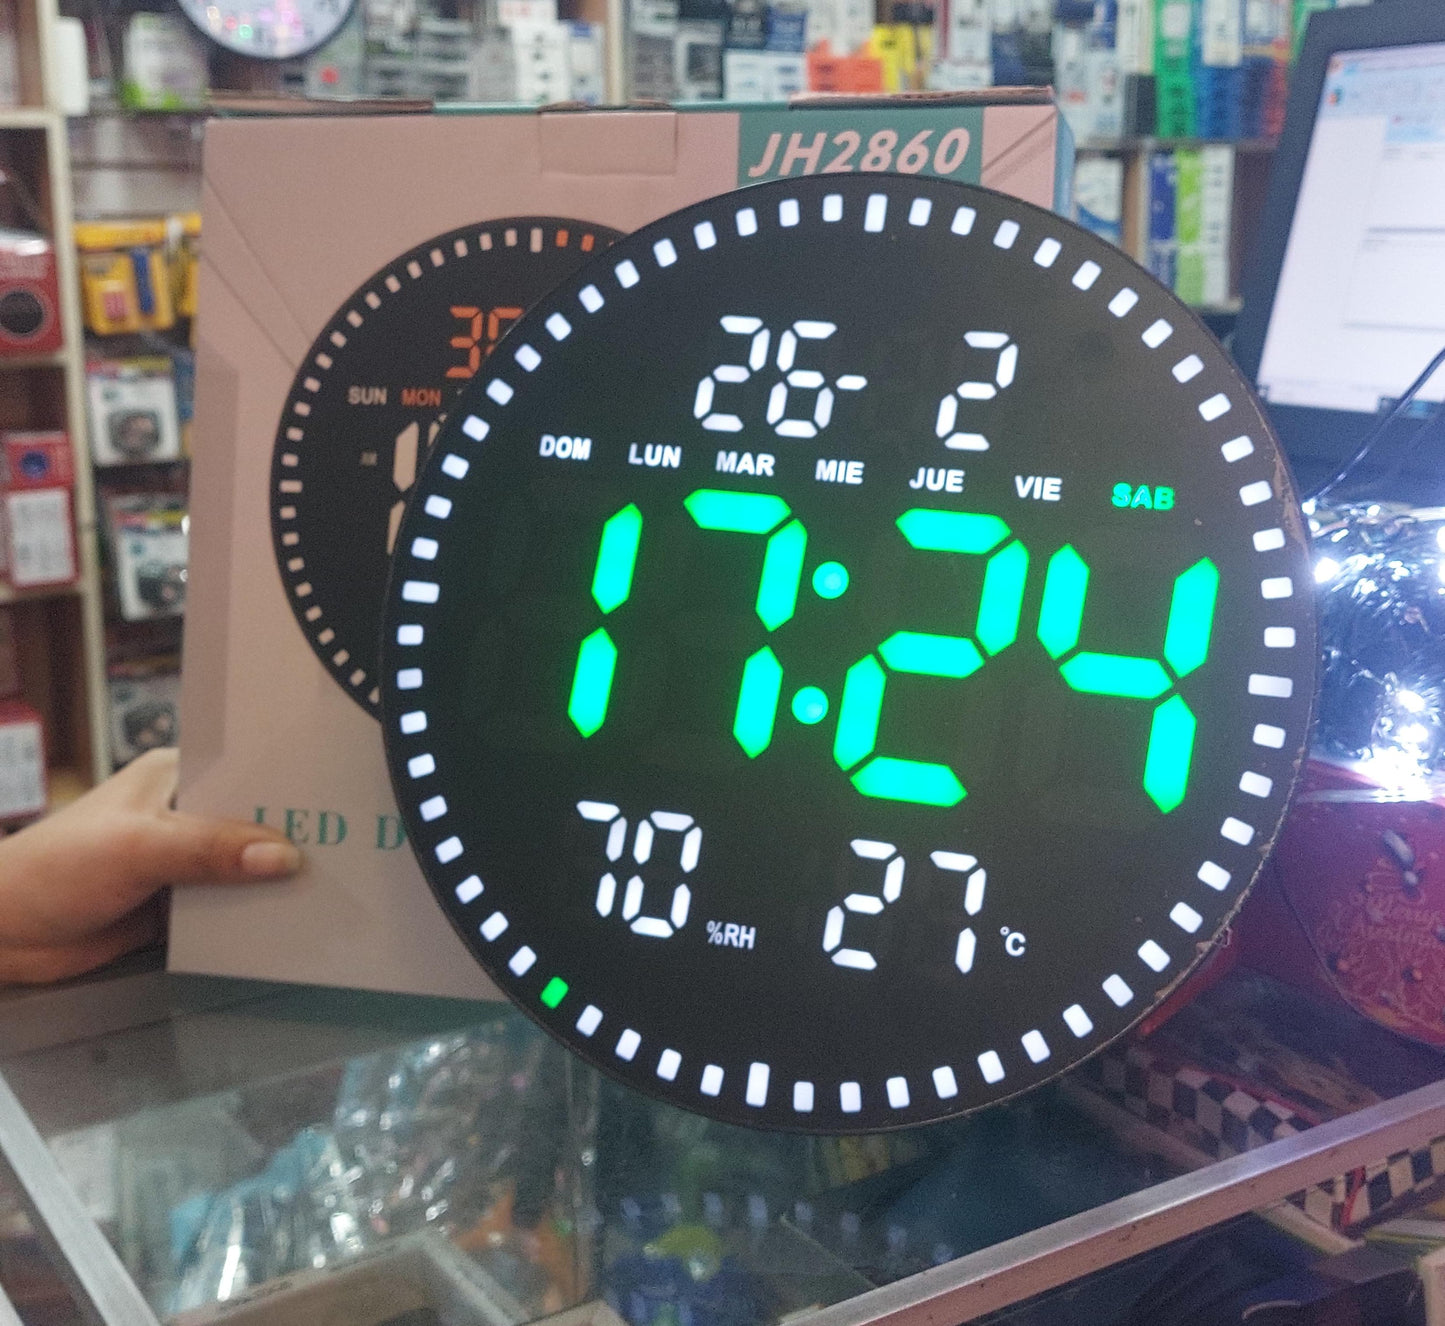 JH2860
26- 2
DOM LUN MAR MIE JUE VIE SAB
17:24
70 %RH 27 °C
SUN MON
LED D